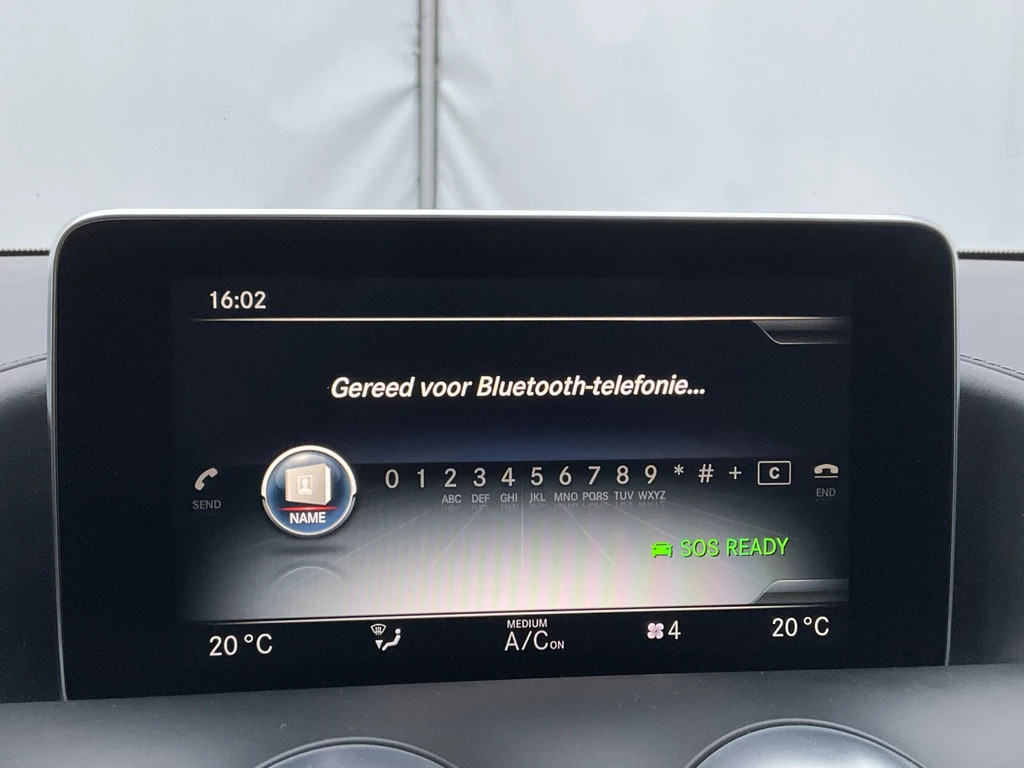 16:02
Gereed voor Bluetooth-telefonie...
SEND NAME 0 1 2 3 4 5 6 7 8 9 * # + C END
ABC DEF GHI JKL MNO PQRS TUV WXYZ
SOS READY
20 °C MEDIUM A/C ON 4 20 °C